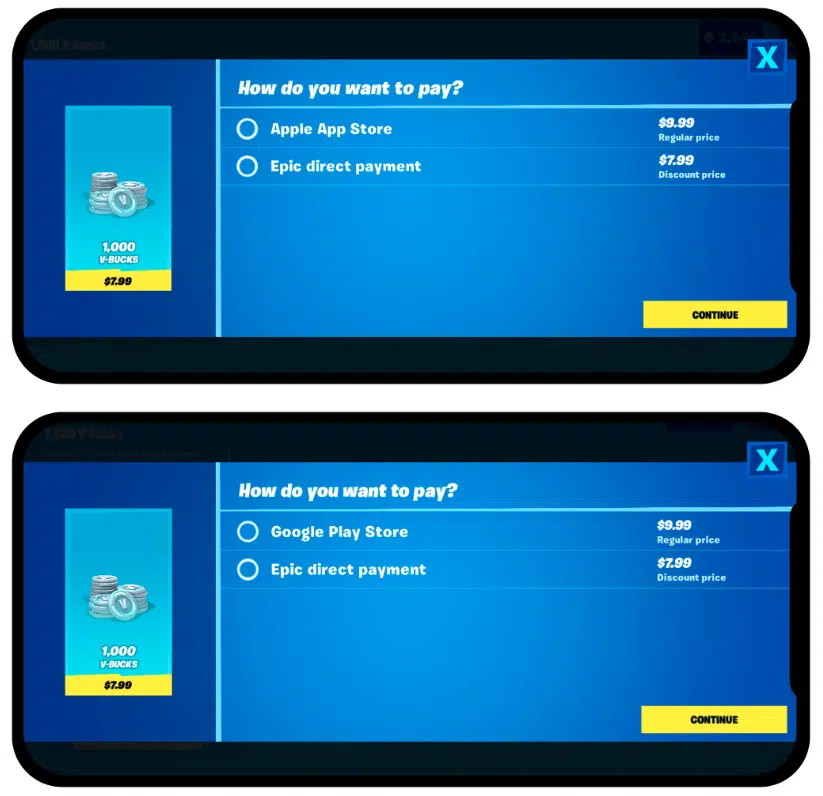 1,000 V-Bucks
X
How do you want to pay?
Apple App Store
$9.99
Regular price
Epic direct payment
$7.99
Discount price
1,000
V-BUCKS
$7.99
CONTINUE
1,000 V-Bucks
X
How do you want to pay?
Google Play Store
$9.99
Regular price
Epic direct payment
$7.99
Discount price
1,000
V-BUCKS
$7.99
CONTINUE